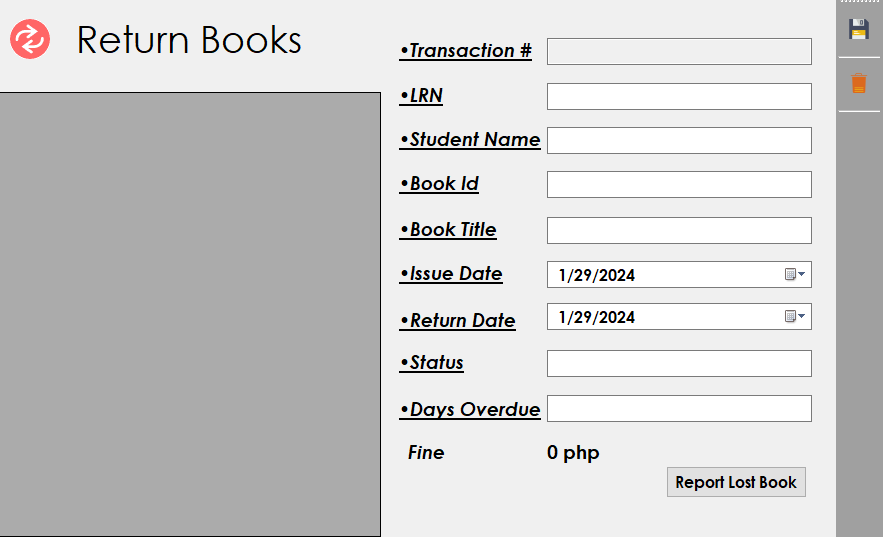 Return Books
•Transaction #
•LRN
•Student Name
•Book Id
•Book Title
•Issue Date 1/29/2024
•Return Date 1/29/2024
•Status
•Days Overdue
Fine 0 php
Report Lost Book